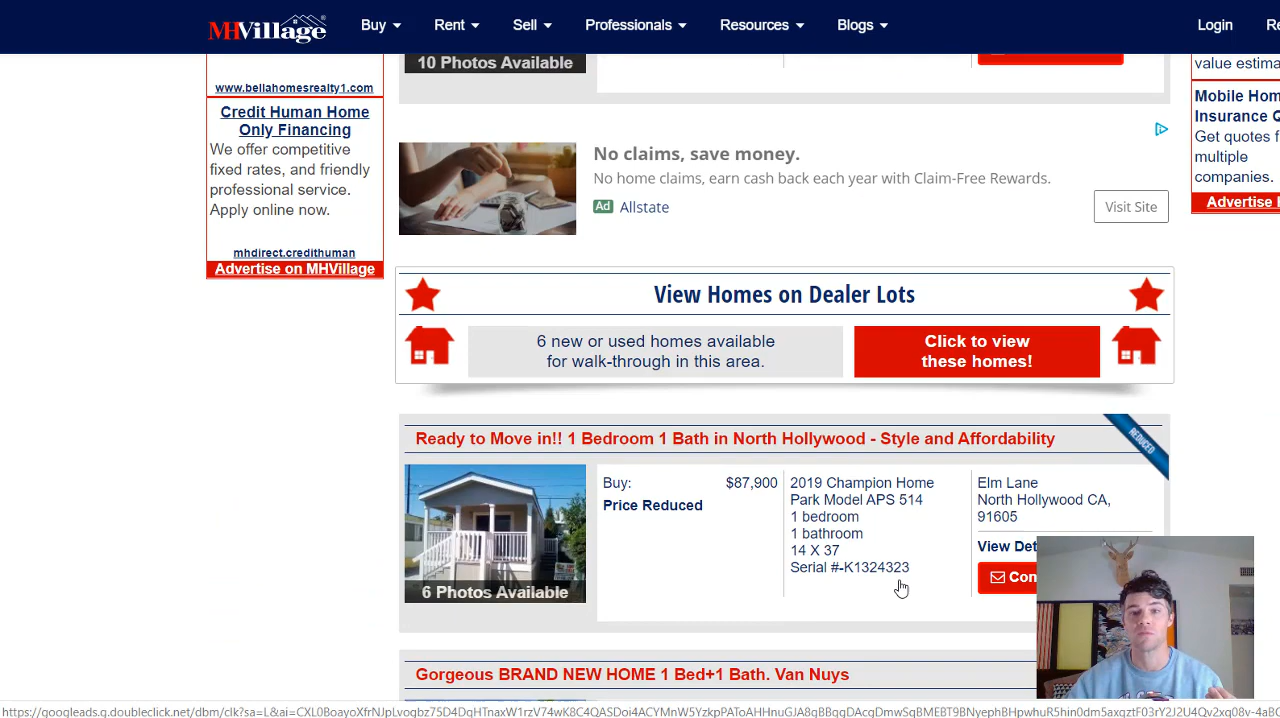 MHVillage
Buy
Rent
Sell
Professionals
Resources
Blogs
Login
www.bellahomesrealty1.com
Credit Human Home
Only Financing
We offer competitive
fixed rates, and friendly
professional service.
Apply online now.
mhdirect.credithuman
Advertise on MHVillage
10 Photos Available
No claims, save money.
No home claims, earn cash back each year with Claim-Free Rewards.
Ad Allstate
Visit Site
value estima
Mobile Hom
Insurance Q
Get quotes f
multiple
companies.
Advertise
View Homes on Dealer Lots
6 new or used homes available
for walk-through in this area.
Click to view
these homes!
Ready to Move in!! 1 Bedroom 1 Bath in North Hollywood - Style and Affordability
REDUCED
6 Photos Available
Buy: $87,900
Price Reduced
2019 Champion Home
Park Model APS 514
1 bedroom
1 bathroom
14 X 37
Serial #-K1324323
Elm Lane
North Hollywood CA,
91605
View Det
Con
Gorgeous BRAND NEW HOME 1 Bed+1 Bath. Van Nuys